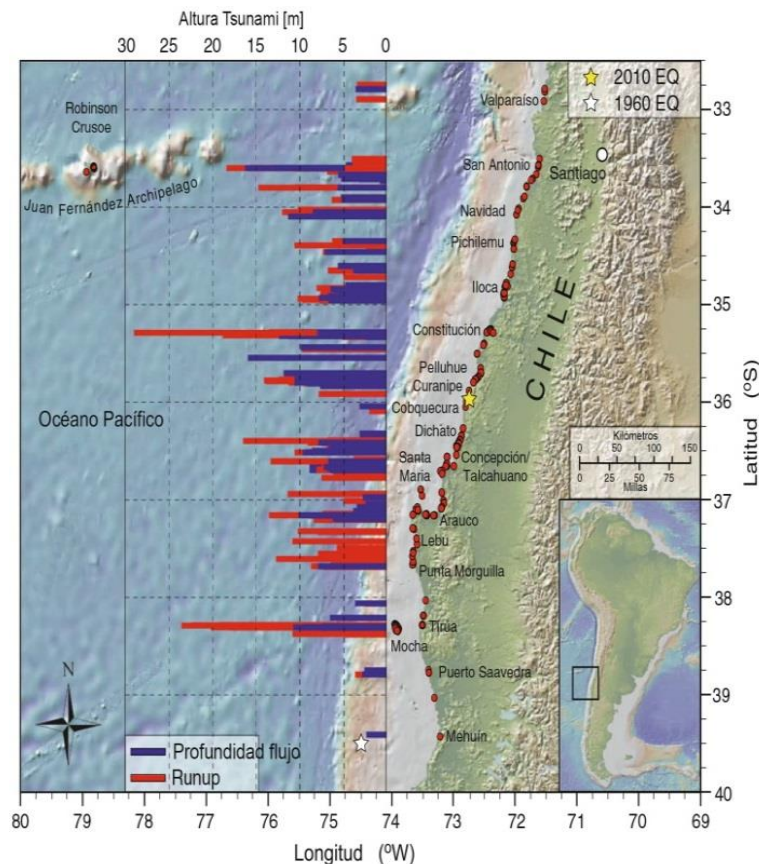 Altura Tsunami [m]
30 25 20 15 10 5 0
2010 EQ
1960 EQ
Valparaíso
33
Robinson
Crusoe
San Antonio
Santiago
Juan Fernández Archipelago
Navidad
34
Pichilemu
Iloca
35
Constitución
CHILE
Pelluhue
Curanipe
36
Océano Pacífico
Cobquecura
Dichato
Kilómetros
0 50 100 150
0 25 50 75
Millas
Santa
Maria
Concepción/
Talcahuano
37
Arauco
Lebu
Punta Morguilla
38
Tirúa
Mocha
N
Puerto Saavedra
39
Mehuín
Profundidad flujo
Runup
40
Latitud (ºS)
80 79 78 77 76 75 74 73 72 71 70 69
Longitud (ºW)